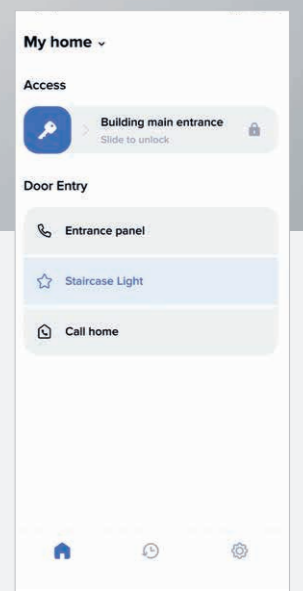 My home
Access
Building main entrance
Slide to unlock
Door Entry
Entrance panel
Staircase Light
Call home